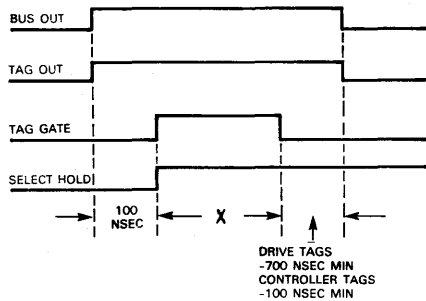 BUS OUT
TAG OUT
TAG GATE
SELECT HOLD
100
NSEC
X
DRIVE TAGS
-700 NSEC MIN
CONTROLLER TAGS
-100 NSEC MIN